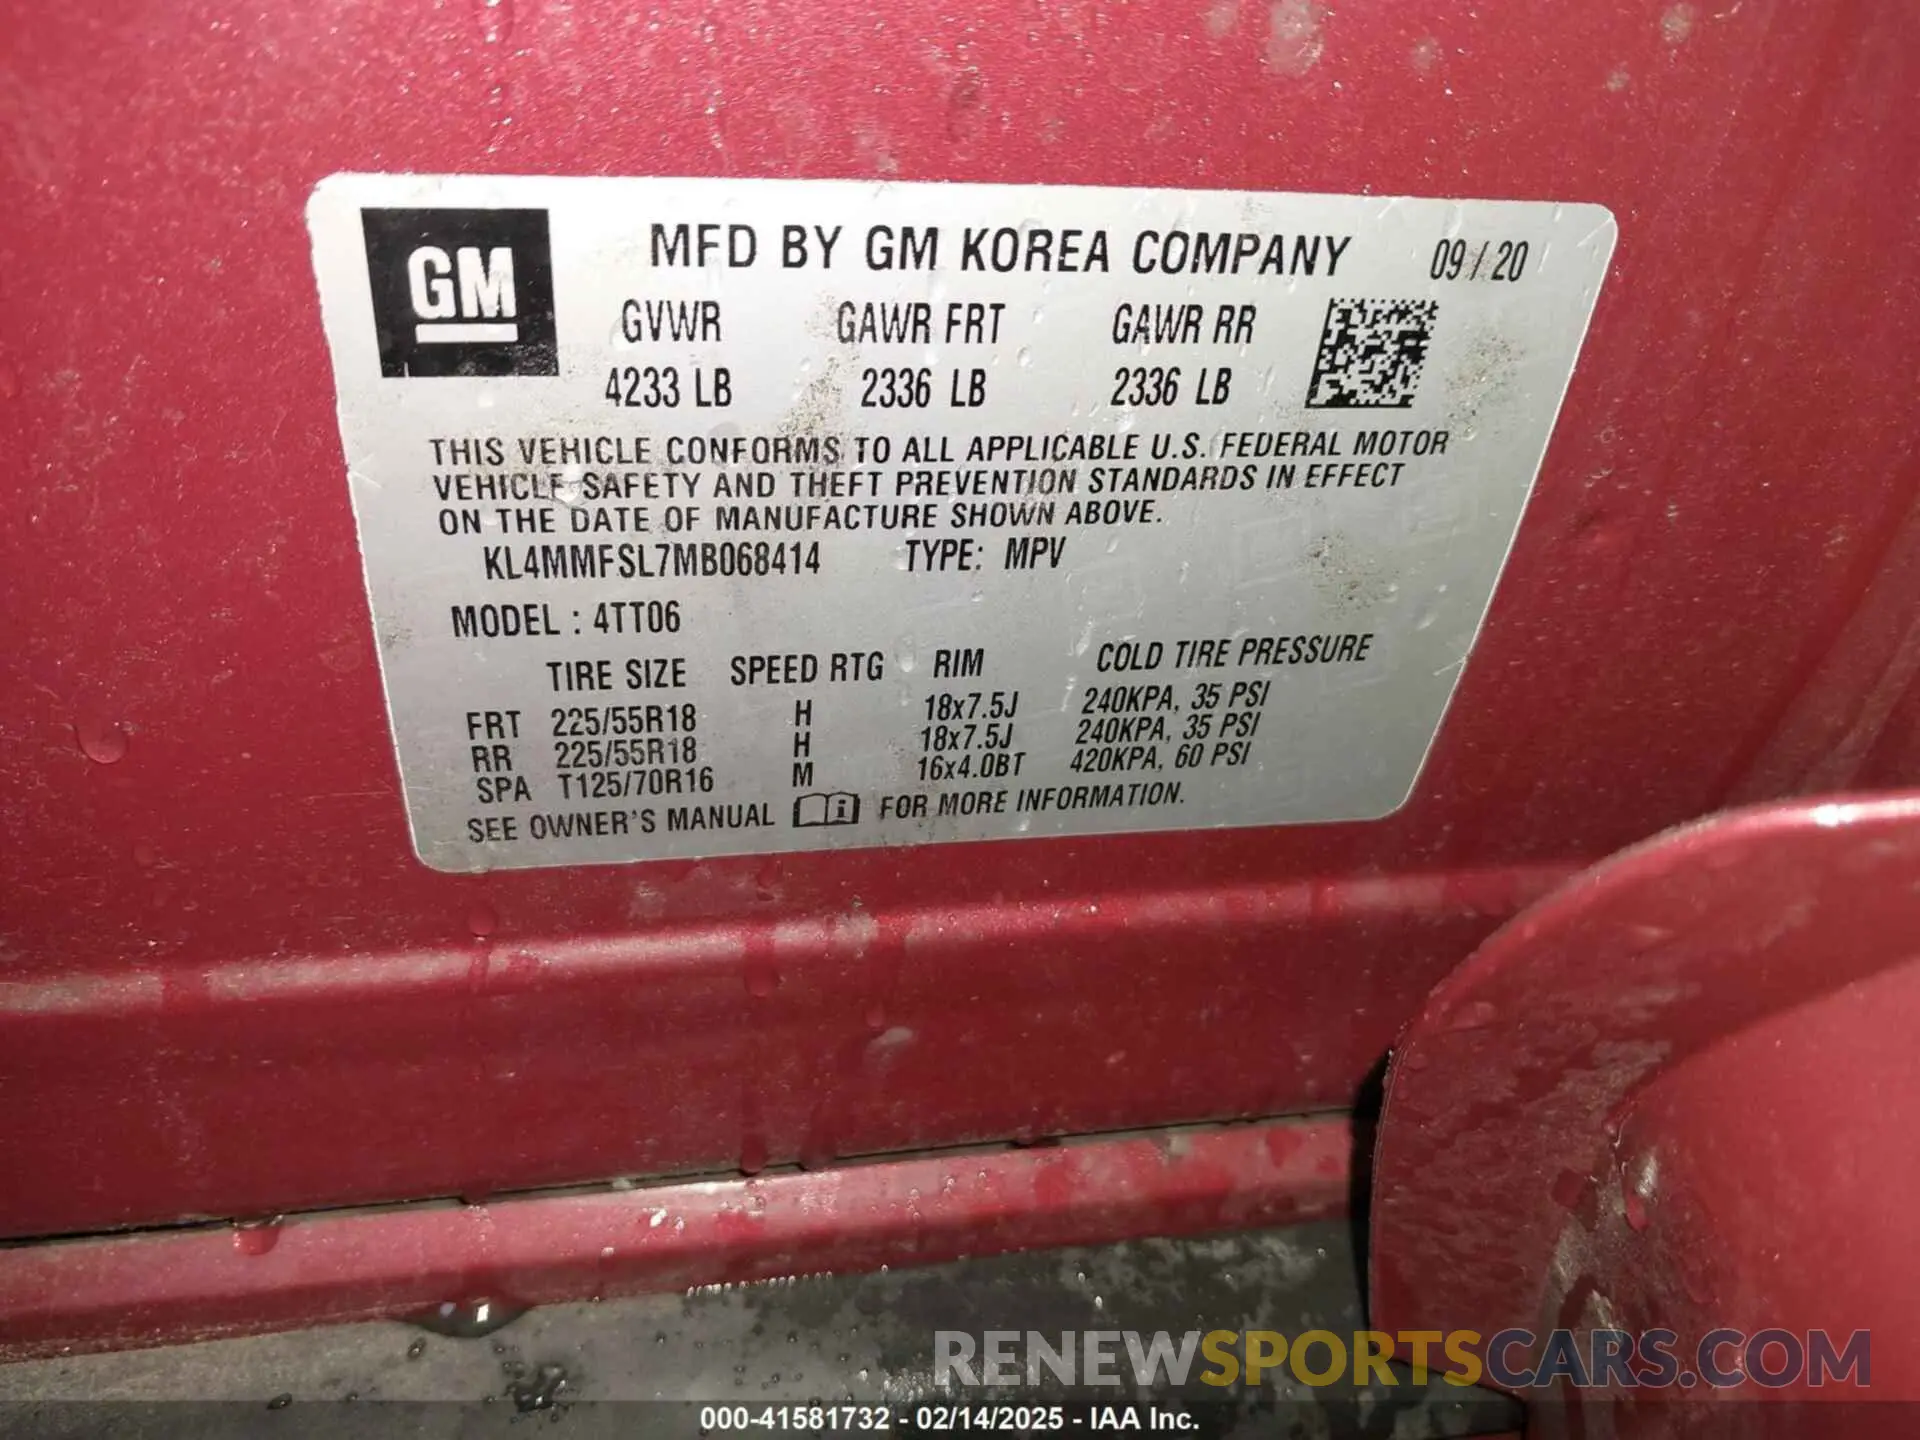 GM
MFD BY GM KOREA COMPANY 09/20
GVWR GAWR FRT GAWR RR
4233 LB 2336 LB 2336 LB
THIS VEHICLE CONFORMS TO ALL APPLICABLE U.S. FEDERAL MOTOR
VEHICLE SAFETY AND THEFT PREVENTION STANDARDS IN EFFECT
ON THE DATE OF MANUFACTURE SHOWN ABOVE.
KL4MMFSL7MB068414 TYPE: MPV
MODEL : 4TT06
TIRE SIZE SPEED RTG RIM COLD TIRE PRESSURE
FRT 225/55R18 H 18x7.5J 240KPA, 35 PSI
RR 225/55R18 H 18x7.5J 240KPA, 35 PSI
SPA T125/70R16 M 16x4.0BT 420KPA, 60 PSI
SEE OWNER'S MANUAL i FOR MORE INFORMATION.
RENEWSPORTSCARS.COM
000-41581732 - 02/14/2025 - IAA Inc.